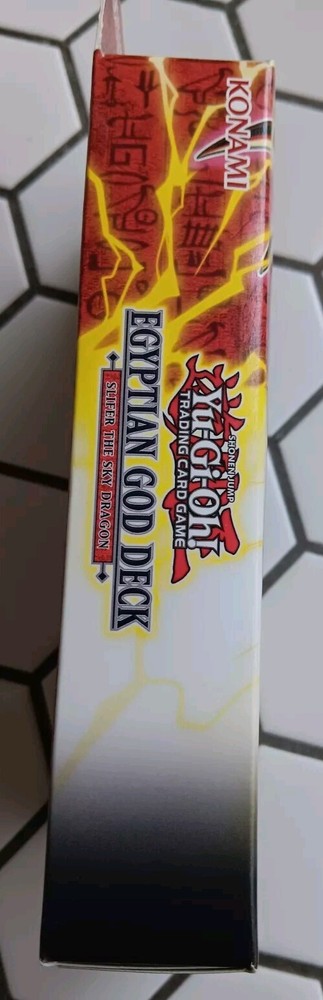 KONAMI
SHONEN JUMP
Yu-Gi-Oh!
TRADING CARD GAME
EGYPTIAN GOD DECK
SLIFER THE SKY DRAGON